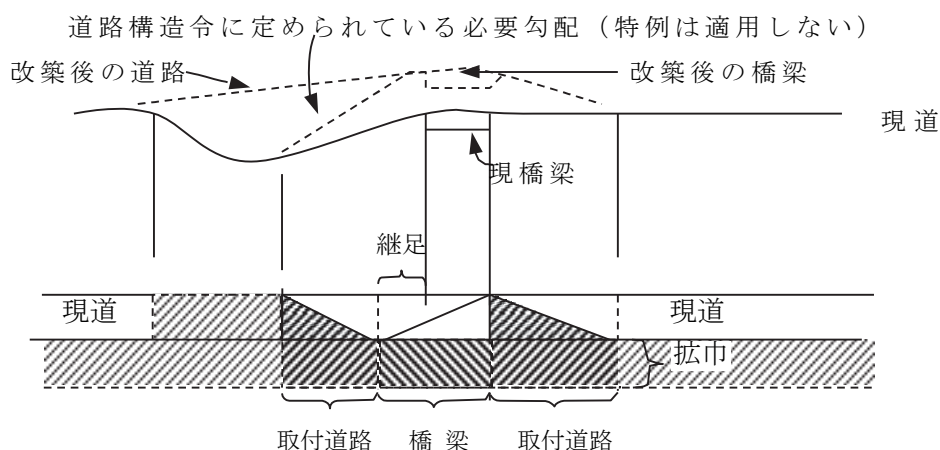 道路構造令に定められている必要勾配（特例は適用しない）
改築後の道路
改築後の橋梁
現道
現橋梁
継足
現道
現道
拡巾
取付道路
橋梁
取付道路